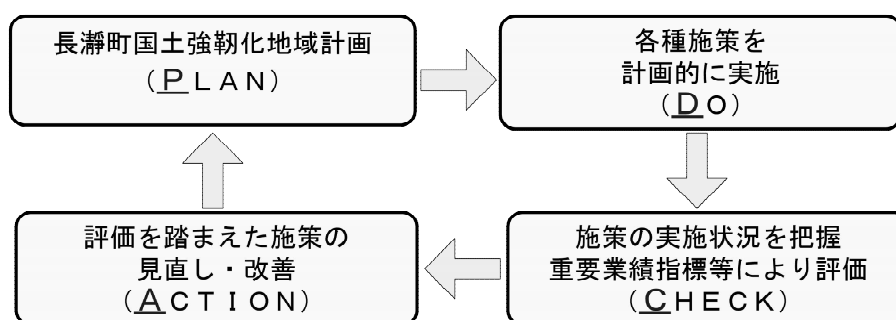 長瀞町国土強靭化地域計画
（ＰＬＡＮ）
各種施策を
計画的に実施
（ＤＯ）
施策の実施状況を把握
重要業績指標等により評価
（ＣＨＥＣＫ）
評価を踏まえた施策の
見直し・改善
（ＡＣＴＩＯＮ）